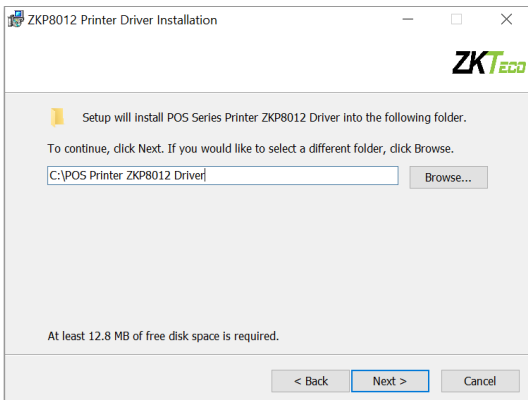 ZKP8012 Printer Driver Installation
ZKTeco
Setup will install POS Series Printer ZKP8012 Driver into the following folder.
To continue, click Next. If you would like to select a different folder, click Browse.
C:\POS Printer ZKP8012 Driver
Browse...
At least 12.8 MB of free disk space is required.
< Back
Next >
Cancel